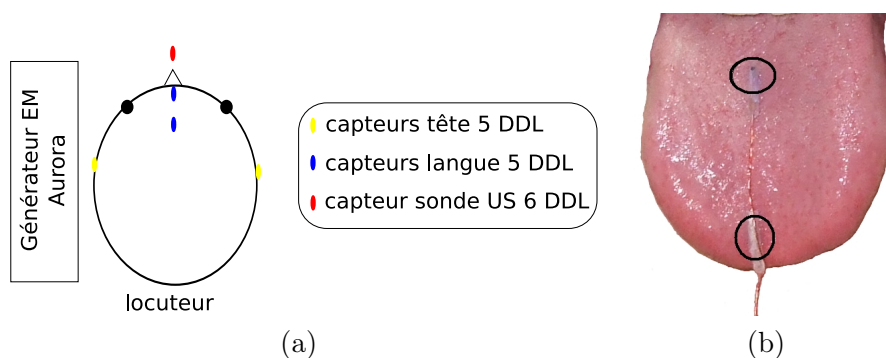 Générateur EM
Aurora
capteurs tête 5 DDL
capteurs langue 5 DDL
capteur sonde US 6 DDL
locuteur
(a)
(b)